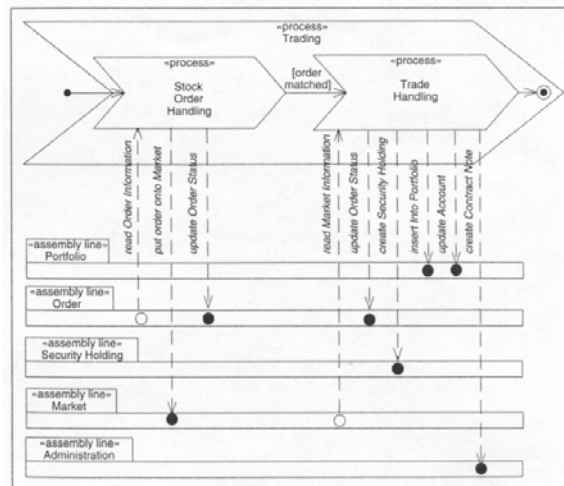 «process»
Trading
«process»
Stock
Order
Handling
[order
matched]
«process»
Trade
Handling
read Order Information
put order onto Market
update Order Status
read Market Information
update Order Status
create Security Holding
insert Into Portfolio
update Account
create Contract Note
«assembly line»
Portfolio
«assembly line»
Order
«assembly line»
Security Holding
«assembly line»
Market
«assembly line»
Administration